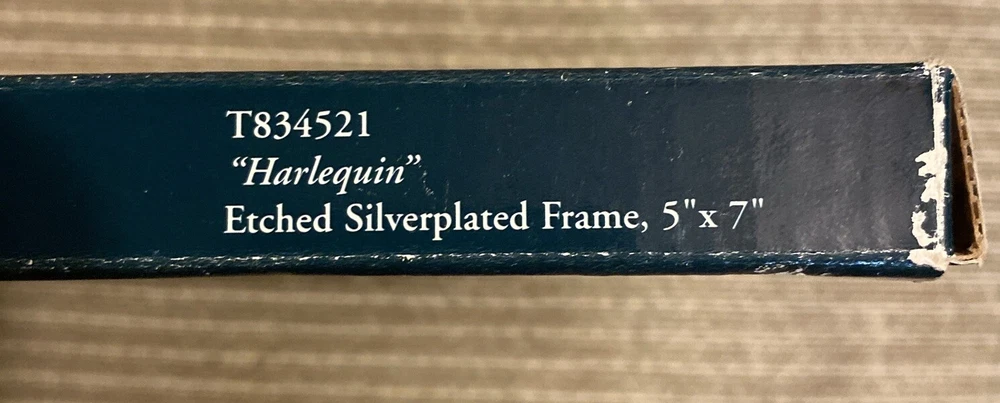 T834521
“Harlequin”
Etched Silverplated Frame, 5"x 7"